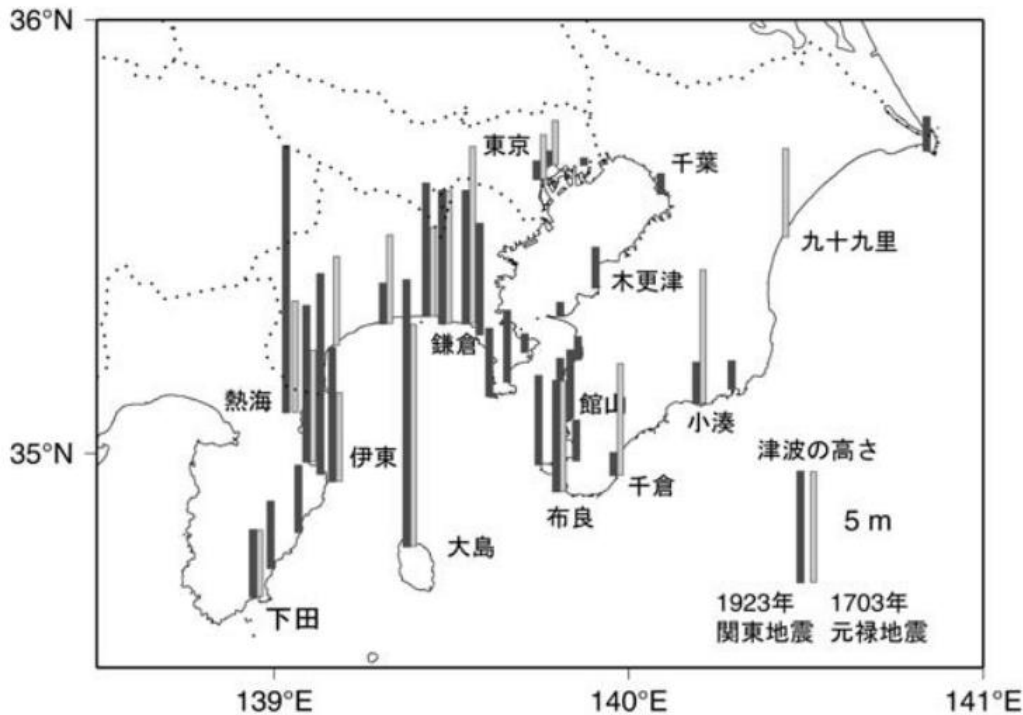 36°N
東京
千葉
九十九里
木更津
鎌倉
熱海
館山
小湊
35°N
伊東
津波の高さ
千倉
布良
5 m
大島
1923年 1703年
下田
関東地震 元禄地震
139°E
140°E
141°E